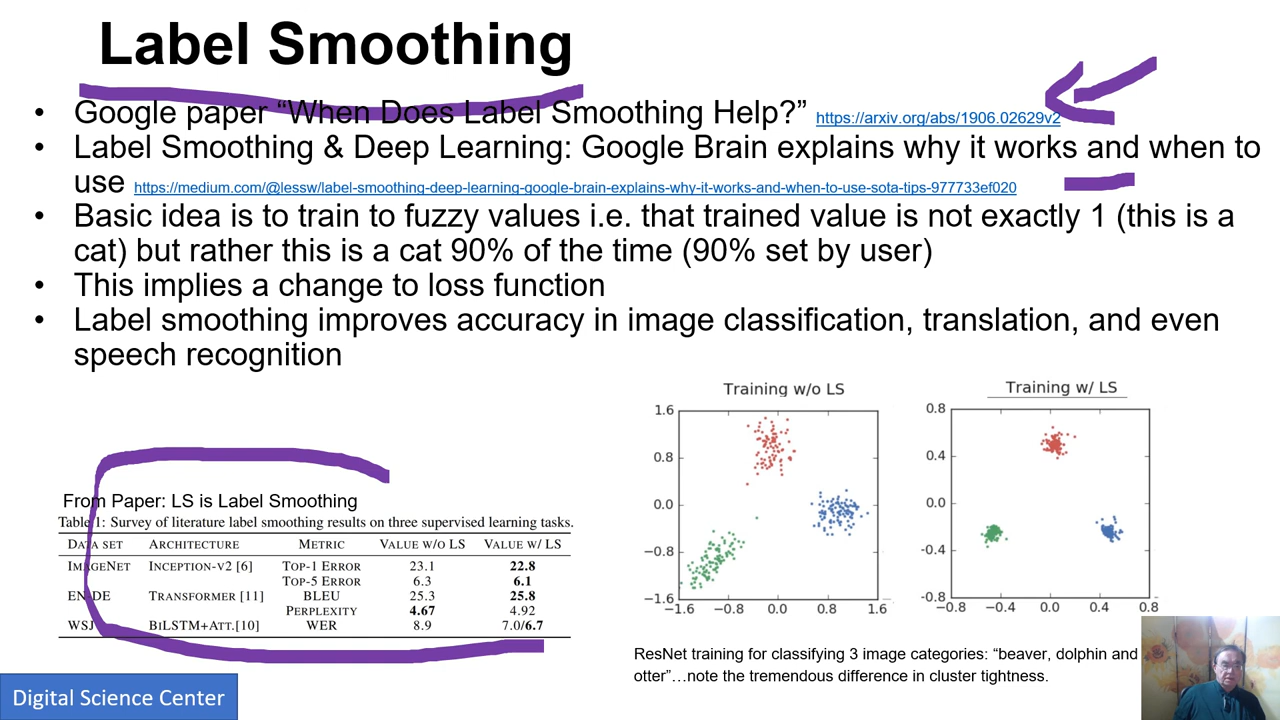 Label Smoothing
• Google paper “When Does Label Smoothing Help?” https://arxiv.org/abs/1906.02629v2
• Label Smoothing & Deep Learning: Google Brain explains why it works and when to
use https://medium.com/@lessw/label-smoothing-deep-learning-google-brain-explains-why-it-works-and-when-to-use-sota-tips-977733ef020
• Basic idea is to train to fuzzy values i.e. that trained value is not exactly 1 (this is a
cat) but rather this is a cat 90% of the time (90% set by user)
• This implies a change to loss function
• Label smoothing improves accuracy in image classification, translation, and even
speech recognition
From Paper: LS is Label Smoothing
Table 1: Survey of literature label smoothing results on three supervised learning tasks.
DATA SET ARCHITECTURE METRIC VALUE W/O LS VALUE W/ LS
IMAGENET INCEPTION-V2 [6] TOP-1 ERROR 23.1 22.8
TOP-5 ERROR 6.3 6.1
EN-DE TRANSFORMER [11] BLEU 25.3 25.8
PERPLEXITY 4.67 4.92
WSJ BILSTM+ATT.[10] WER 8.9 7.0/6.7
Training w/o LS
1.6
0.8
0.0
−0.8
−1.6
−1.6 −0.8 0.0 0.8 1.6
Training w/ LS
0.8
0.4
0.0
-0.4
-0.8
−0.8 −0.4 0.0 0.4 0.8
ResNet training for classifying 3 image categories: “beaver, dolphin and
otter”…note the tremendous difference in cluster tightness.
Digital Science Center